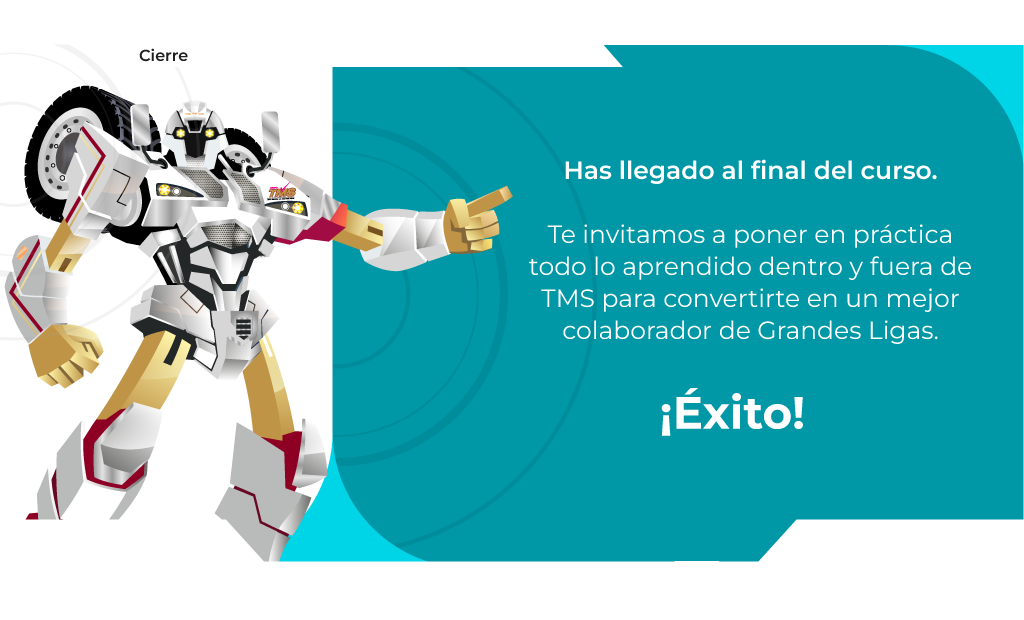 Cierre
TMS
Has llegado al final del curso.
Te invitamos a poner en práctica
todo lo aprendido dentro y fuera de
TMS para convertirte en un mejor
colaborador de Grandes Ligas.
¡Éxito!